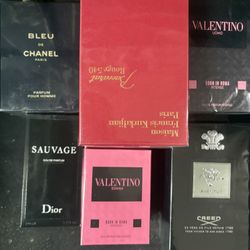 BLEU
DE
CHANEL
PARIS
PARFUM
POUR HOMME
Baccarat
Rouge 540
Maison
Francis Kurkdjian
Paris
VALENTINO
UOMO
BORN IN ROMA
INTENSE
SAUVAGE
EAU DE PARFUM
Dior
VALENTINO
DONNA
BORN IN ROMA
INTENSE
CREED